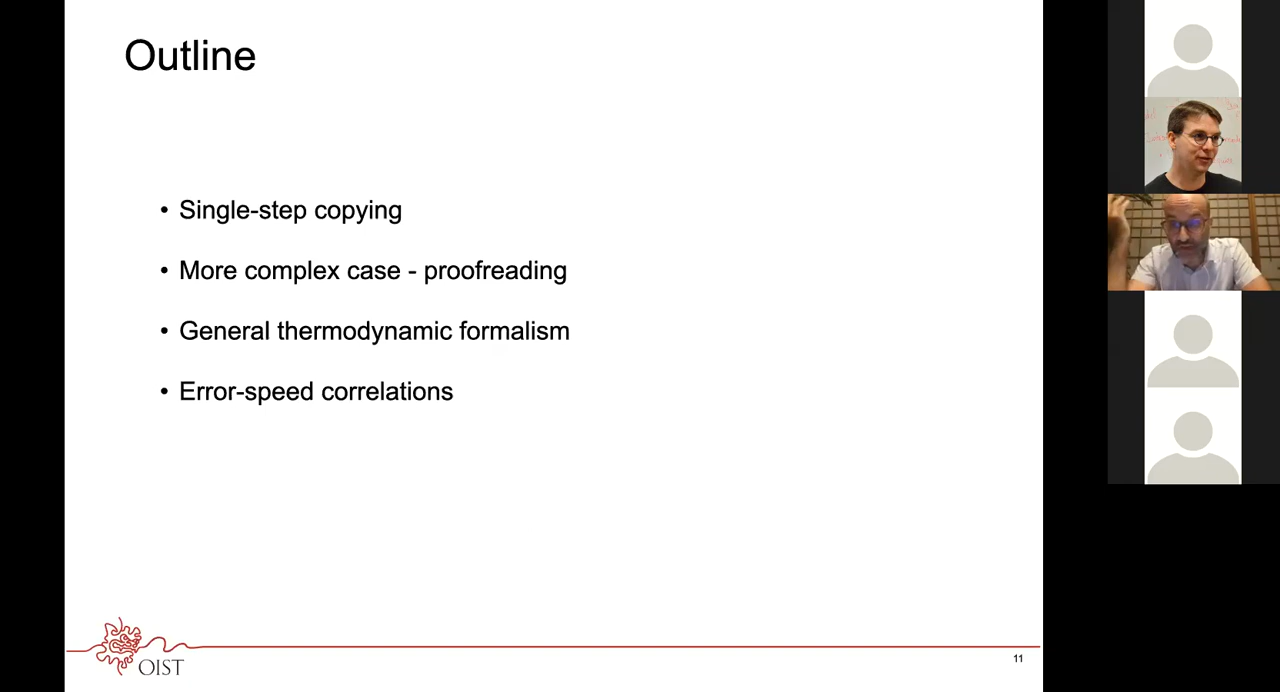 Outline
• Single-step copying
• More complex case - proofreading
• General thermodynamic formalism
• Error-speed correlations
OIST
11